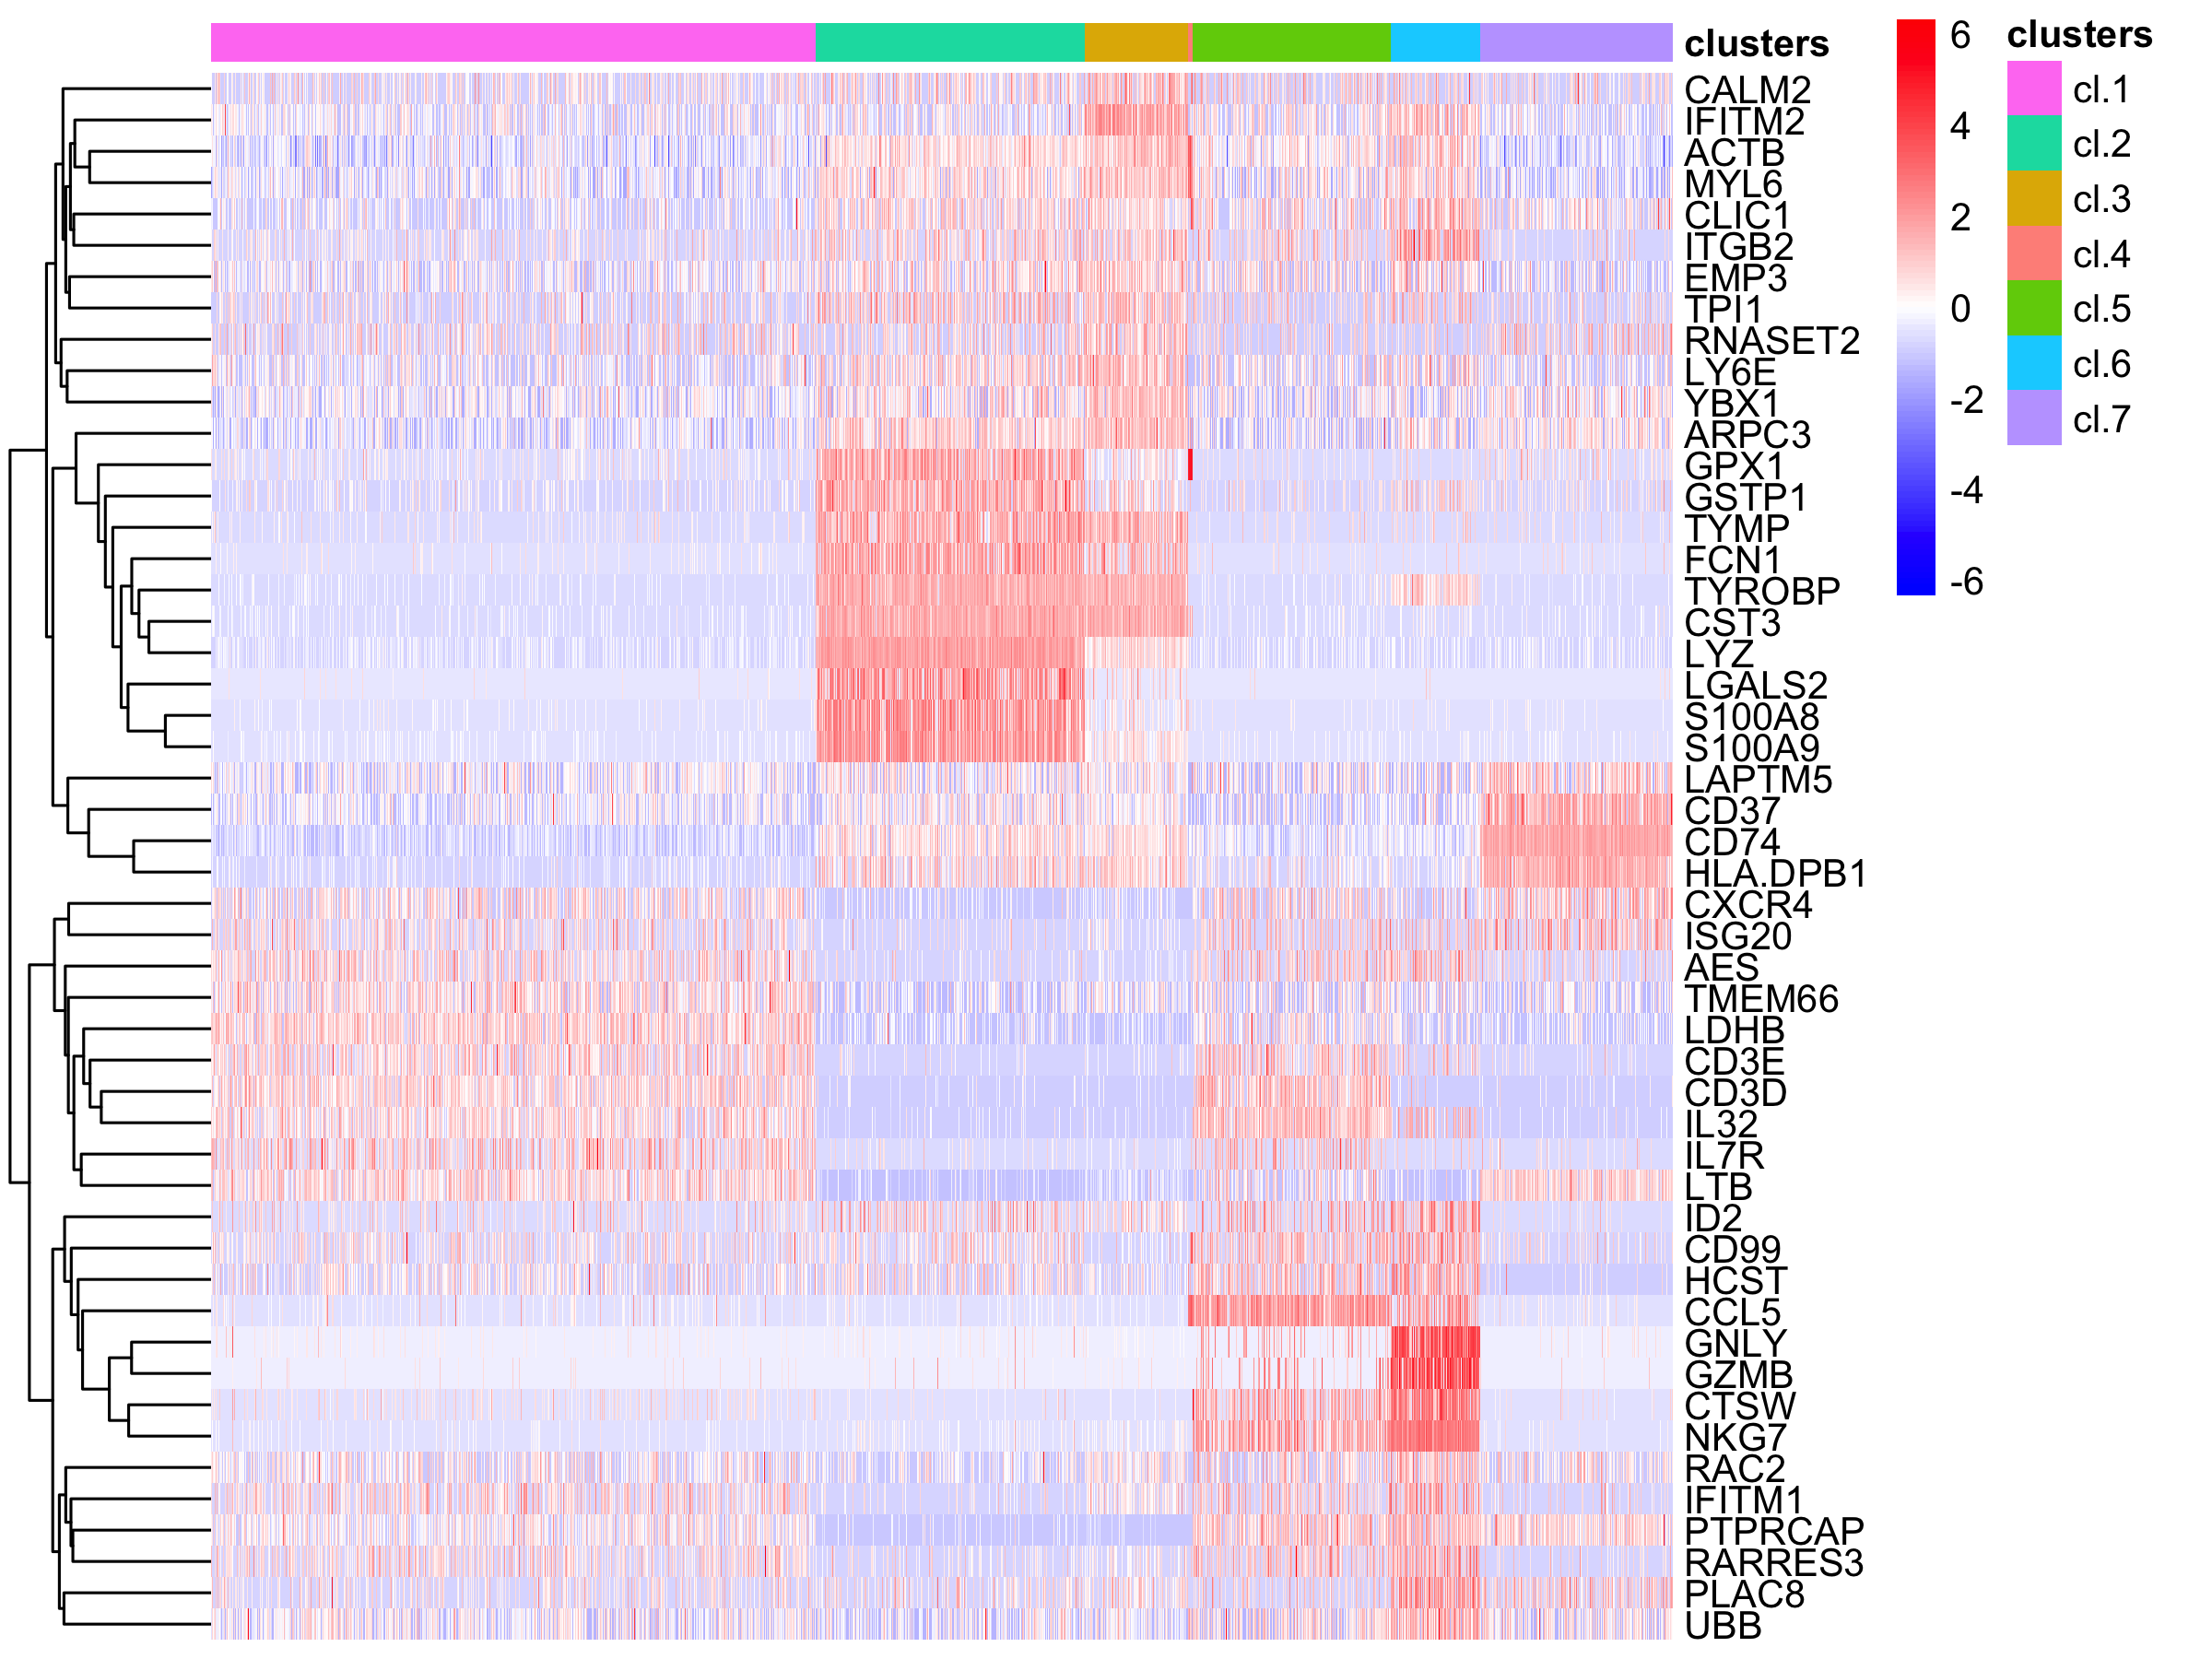 clusters
CALM2
IFITM2
ACTB
MYL6
CLIC1
ITGB2
EMP3
TPI1
RNASET2
LY6E
YBX1
ARPC3
GPX1
GSTP1
TYMP
FCN1
TYROBP
CST3
LYZ
LGALS2
S100A8
S100A9
LAPTM5
CD37
CD74
HLA.DPB1
CXCR4
ISG20
AES
TMEM66
LDHB
CD3E
CD3D
IL32
IL7R
LTB
ID2
CD99
HCST
CCL5
GNLY
GZMB
CTSW
NKG7
RAC2
IFITM1
PTPRCAP
RARRES3
PLAC8
UBB
6
4
2
0
-2
-4
-6
clusters
cl.1
cl.2
cl.3
cl.4
cl.5
cl.6
cl.7